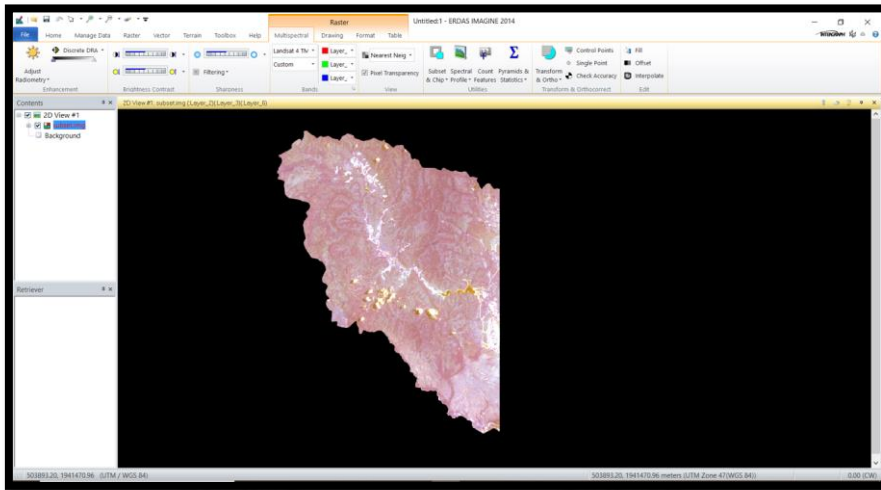 Raster
Untitled:1 - ERDAS IMAGINE 2014
File Home Manage Data Raster Vector Terrain Toolbox Help Multispectral Drawing Format Table
Discrete DRA
Landsat 4 Thr
Layer_
Nearest Neig
Control Points
Fill
Custom
Layer_
Single Point
Offset
Adjust Radiometry
Filtering
Layer_
Pixel Transparency
Subset & Chip
Spectral Profile
Count Features
Pyramids & Statistics
Transform & Ortho
Check Accuracy
Interpolate
Enhancement Brightness Contrast Sharpness Bands View Utilities Transform & Orthocorrect Edit
Contents
2D View #1: subset.img (:Layer_2)(:Layer_3)(:Layer_6)
2D View #1
subset.img
Background
Retriever
503893.20, 1941470.96 (UTM / WGS 84)
503893.20, 1941470.96 meters (UTM Zone 47(WGS 84))
0.00 (CW)